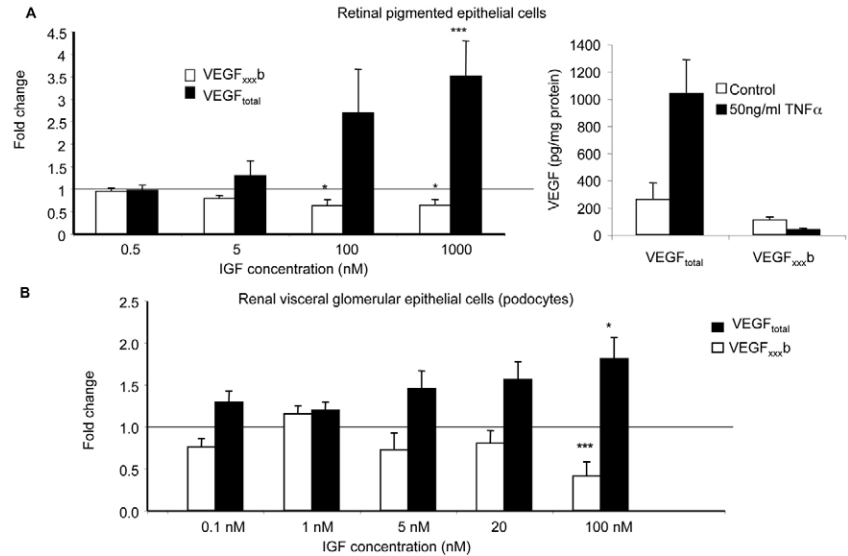 A
Retinal pigmented epithelial cells
Fold change
4.5
4
3.5
3
2.5
2
1.5
1
0.5
0
VEGFxxxb
VEGFtotal
*
*
***
0.5 5 100 1000
IGF concentration (nM)
VEGF (pg/mg protein)
1400
1200
1000
800
600
400
200
0
Control
50ng/ml TNFα
VEGFtotal VEGFxxxb
B
Renal visceral glomerular epithelial cells (podocytes)
Fold change
2.5
2.0
1.5
1.0
0.5
0.0
VEGFtotal
VEGFxxxb
*
***
0.1 nM 1 nM 5 nM 20 100 nM
IGF concentration (nM)